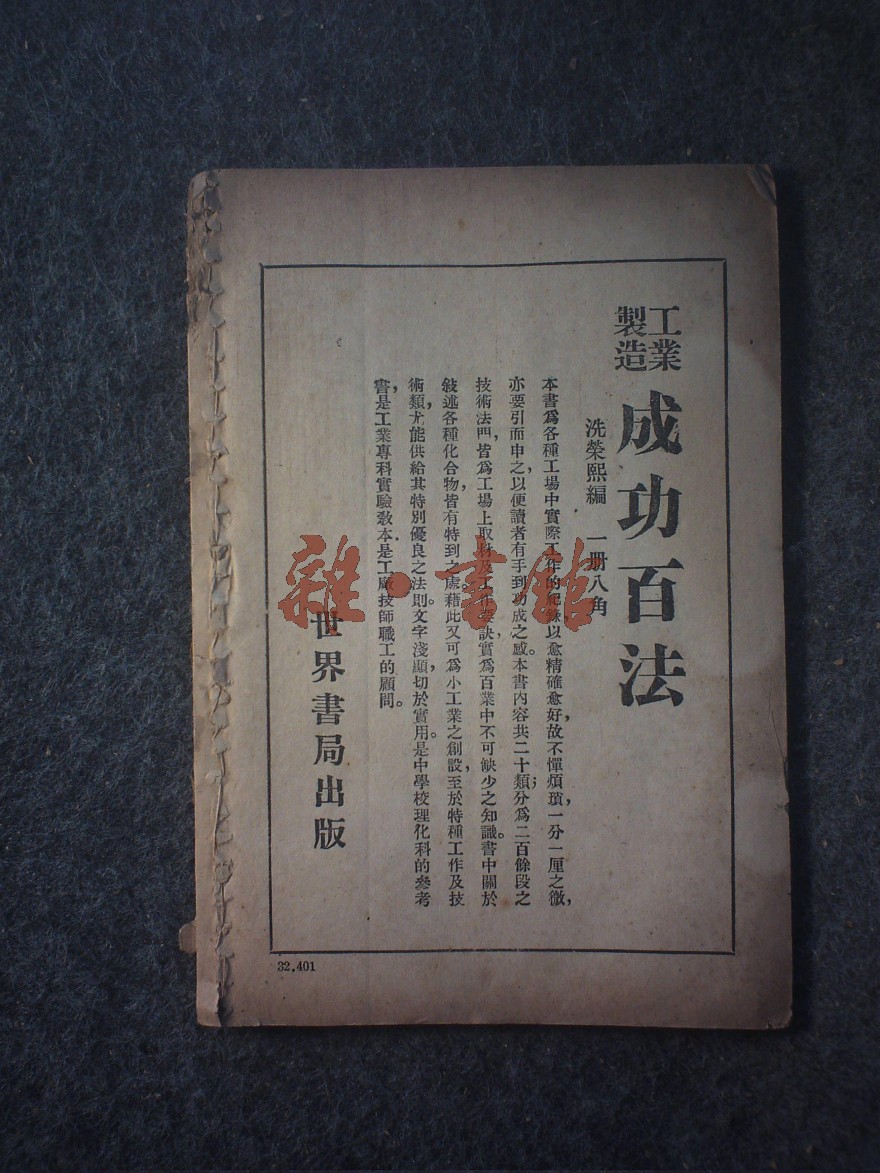 工業製造
成功百法
洗榮熙編 一册八角
本書爲各種工場中實際工作的紀錄,以愈精確愈好,故不憚煩瑣,一分一厘之微,
亦要引而申之,以便讀者有手到功成之感。本書內容共二十類;分爲二百餘段之
技術法門,皆爲工場上取料及工作要訣,實爲百業中不可缺少之知識。書中關於
敍述各種化合物,皆有特到之處,藉此又可爲小工業之創設,至於特種工作及技
術類,尤能供給其特別優良之法則。文字淺顯,切於實用。是中學校理化科的參考
書,是工業專科實驗教本。是工廠技師職工的顧問。
世界書局出版
32.401
雜·書館